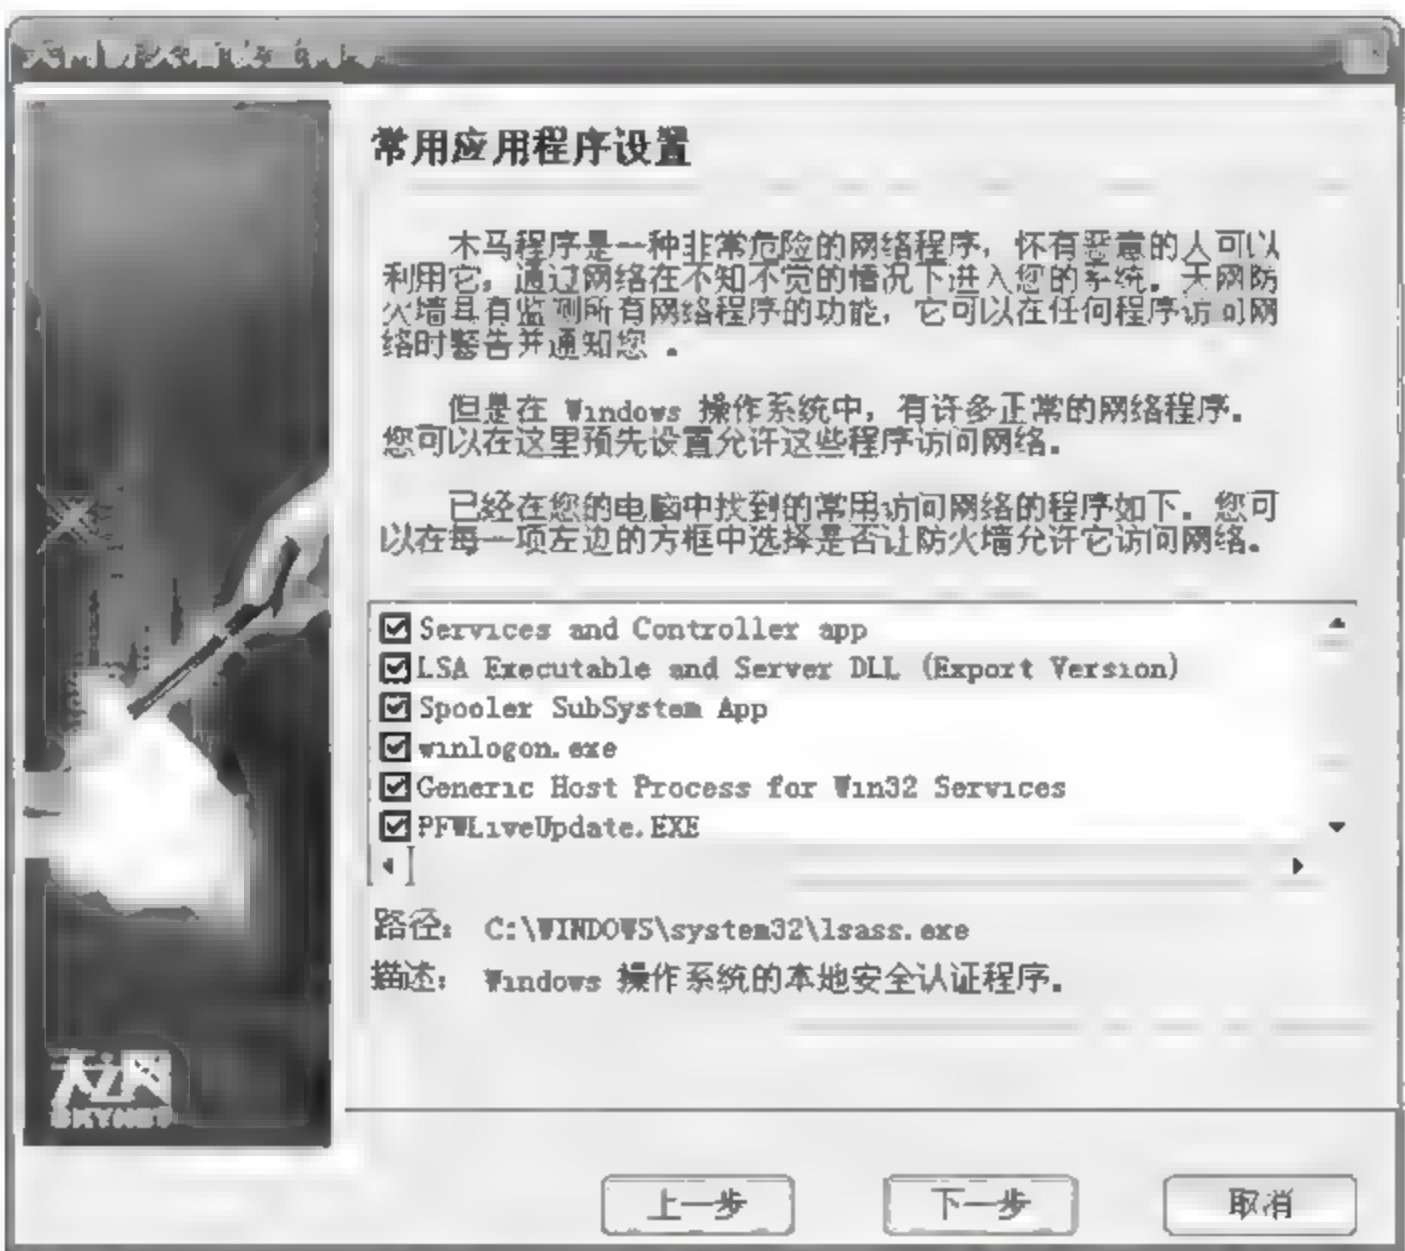 常用应用程序设置
木马程序是一种非常危险的网络程序，怀有恶意的人可以
利用它，通过网络在不知不觉的情况下进入您的系统。天网防
火墙具有监测所有网络程序的功能，它可以在任何程序访问网
络时警告并通知您 。
但是在 Windows 操作系统中，有许多正常的网络程序。
您可以在这里预先设置允许这些程序访问网络。
已经在您的电脑中找到的常用访问网络的程序如下。您可
以在每一项左边的方框中选择是否让防火墙允许它访问网络。
Services and Controller app
LSA Executable and Server DLL (Export Version)
Spooler SubSystem App
winlogon.exe
Generic Host Process for Win32 Services
PFWLiveUpdate.EXE
路径： C:\WINDOWS\system32\lsass.exe
描述： Windows 操作系统的本地安全认证程序。
天网
SKYNET
上一步 下一步 取消